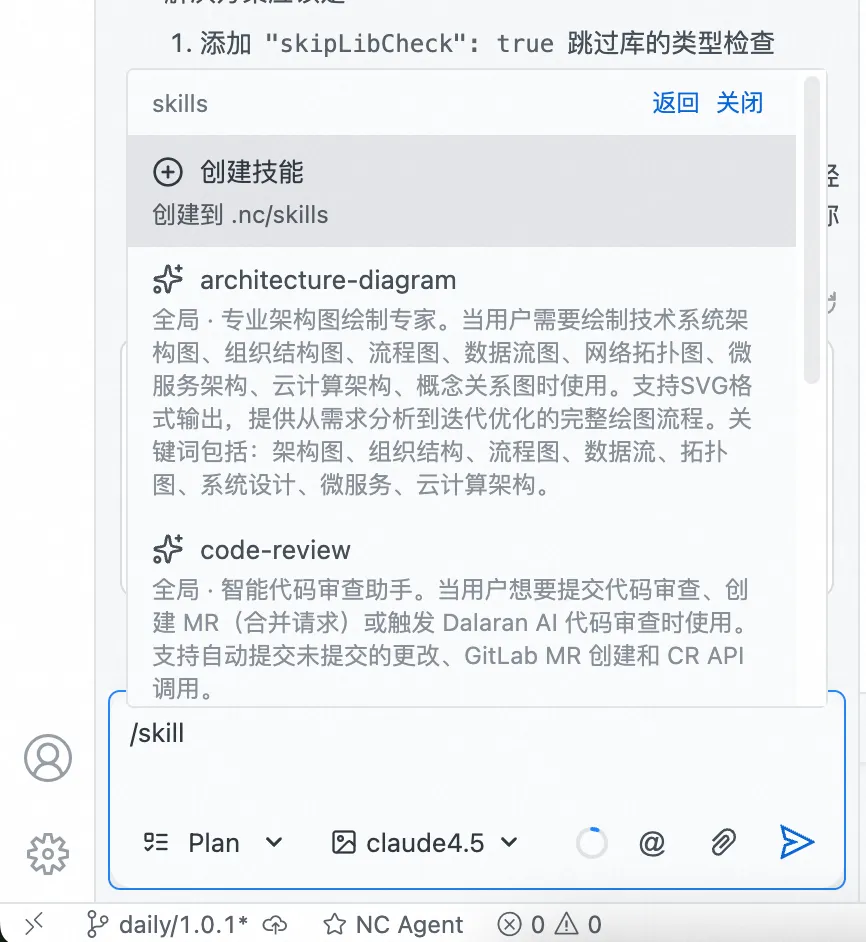 1. 添加 "skipLibCheck": true 跳过库的类型检查
skills 返回 关闭
创建技能
创建到 .nc/skills
architecture-diagram
全局 · 专业架构图绘制专家。当用户需要绘制技术系统架
构图、组织结构图、流程图、数据流图、网络拓扑图、微
服务架构、云计算架构、概念关系图时使用。支持SVG格
式输出，提供从需求分析到迭代优化的完整绘图流程。关
键词包括：架构图、组织结构、流程图、数据流、拓扑
图、系统设计、微服务、云计算架构。
code-review
全局 · 智能代码审查助手。当用户想要提交代码审查、创
建 MR（合并请求）或触发 Dalaran AI 代码审查时使用。
支持自动提交未提交的更改、GitLab MR 创建和 CR API
调用。
/skill
Plan claude4.5 @
daily/1.0.1* NC Agent 0 0